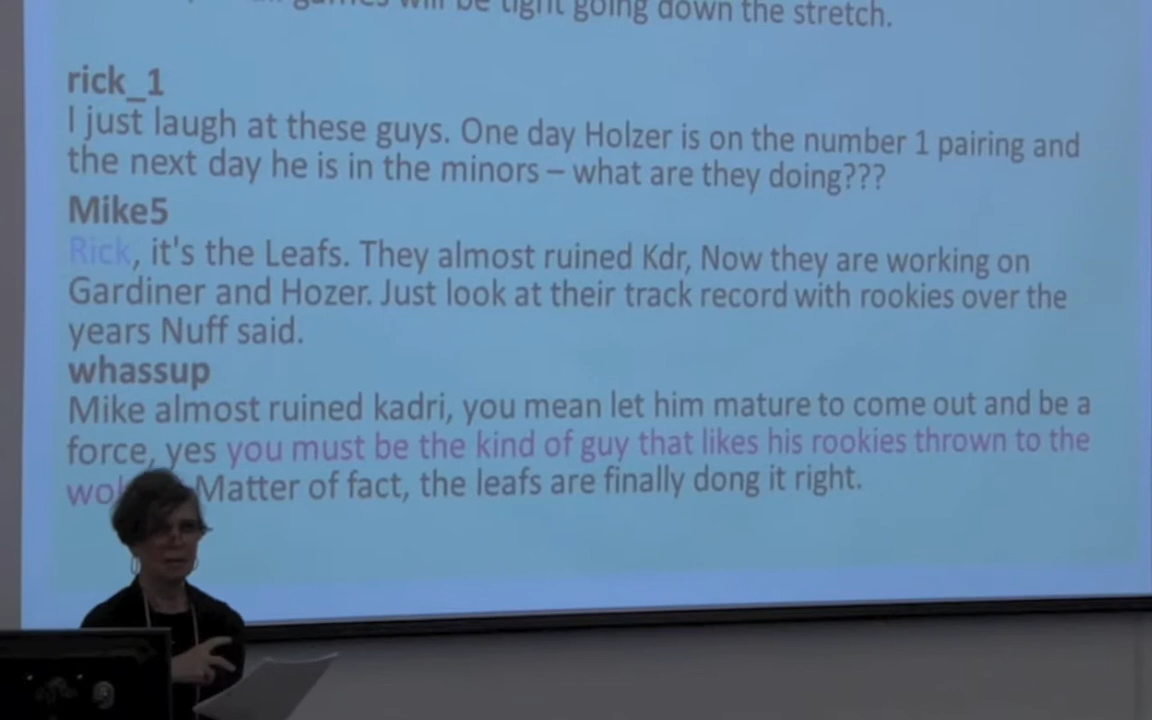 games will be tight going down the stretch.
rick_1
I just laugh at these guys. One day Holzer is on the number 1 pairing and
the next day he is in the minors – what are they doing???
Mike5
Rick, it's the Leafs. They almost ruined Kdr, Now they are working on
Gardiner and Hozer. Just look at their track record with rookies over the
years Nuff said.
whassup
Mike almost ruined kadri, you mean let him mature to come out and be a
force, yes you must be the kind of guy that likes his rookies thrown to the
Matter of fact, the leafs are finally dong it right.